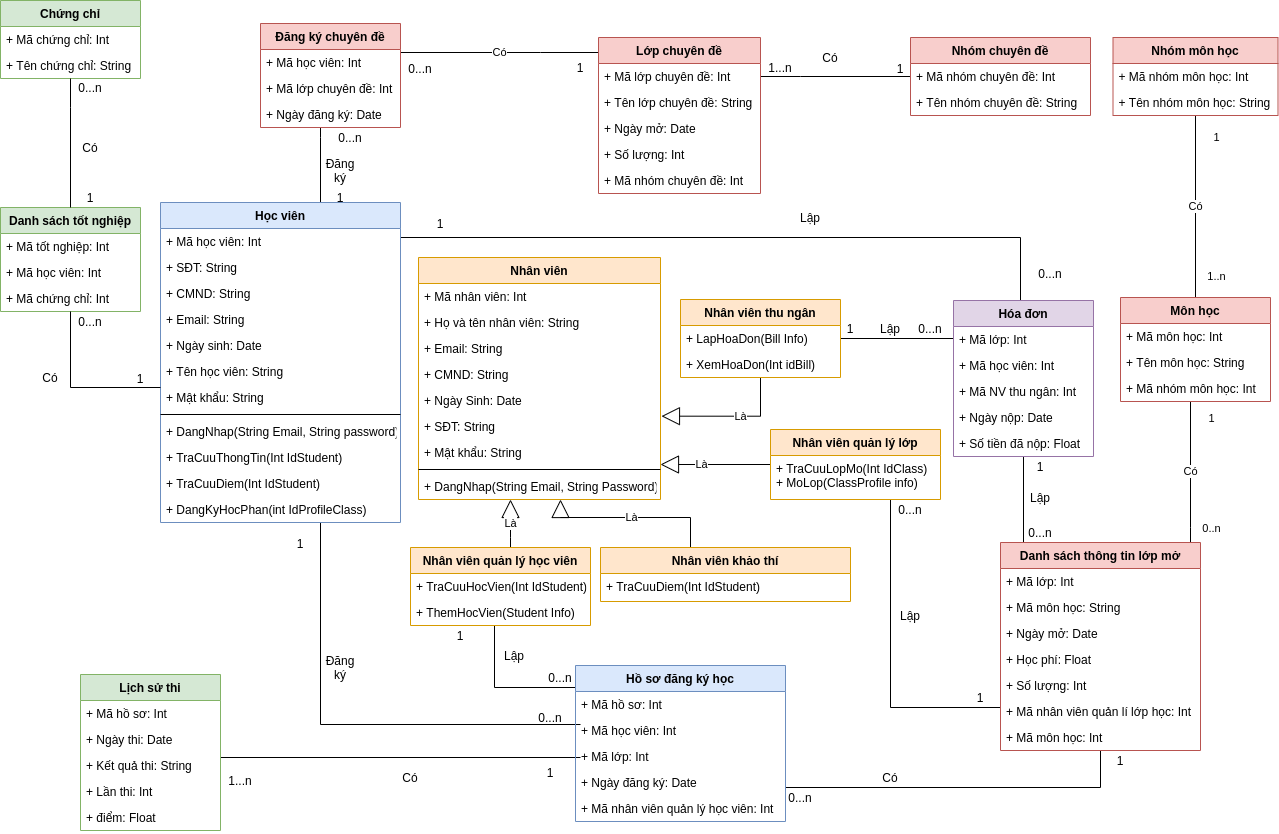 Chứng chỉ
+ Mã chứng chỉ: Int
+ Tên chứng chỉ: String
0...n
Có
1
Danh sách tốt nghiệp
+ Mã tốt nghiệp: Int
+ Mã học viên: Int
+ Mã chứng chỉ: Int
0...n
Có
1
Đăng ký chuyên đề
+ Mã học viên: Int
+ Mã lớp chuyên đề: Int
+ Ngày đăng ký: Date
0...n
Có
1
0...n
Đăng
ký
1
Lớp chuyên đề
+ Mã lớp chuyên đề: Int
+ Tên lớp chuyên đề: String
+ Ngày mở: Date
+ Số lượng: Int
+ Mã nhóm chuyên đề: Int
1...n
Có
1
Nhóm chuyên đề
+ Mã nhóm chuyên đề: Int
+ Tên nhóm chuyên đề: String
Nhóm môn học
+ Mã nhóm môn học: Int
+ Tên nhóm môn học: String
1
Có
1..n
Học viên
+ Mã học viên: Int
+ SĐT: String
+ CMND: String
+ Email: String
+ Ngày sinh: Date
+ Tên học viên: String
+ Mật khẩu: String
+ DangNhap(String Email, String password)
+ TraCuuThongTin(Int IdStudent)
+ TraCuuDiem(Int IdStudent)
+ DangKyHocPhan(int IdProfileClass)
1
Lập
0...n
Nhân viên
+ Mã nhân viên: Int
+ Họ và tên nhân viên: String
+ Email: String
+ CMND: String
+ Ngày Sinh: Date
+ SĐT: String
+ Mật khẩu: String
+ DangNhap(String Email, String Password)
Nhân viên thu ngân
+ LapHoaDon(Bill Info)
+ XemHoaDon(Int idBill)
1
Lập
0...n
Là
Hóa đơn
+ Mã lớp: Int
+ Mã học viên: Int
+ Mã NV thu ngân: Int
+ Ngày nộp: Date
+ Số tiền đã nộp: Float
Môn học
+ Mã môn học: Int
+ Tên môn học: String
+ Mã nhóm môn học: Int
1
Có
0..n
Nhân viên quản lý lớp
+ TraCuuLopMo(Int IdClass)
+ MoLop(ClassProfile info)
Là
0...n
Lập
1
1
Lập
0...n
Là
Là
Nhân viên quản lý học viên
+ TraCuuHocVien(Int IdStudent)
+ ThemHocVien(Student Info)
Nhân viên khảo thí
+ TraCuuDiem(Int IdStudent)
Danh sách thông tin lớp mở
+ Mã lớp: Int
+ Mã môn học: String
+ Ngày mở: Date
+ Học phí: Float
+ Số lượng: Int
+ Mã nhân viên quản lí lớp học: Int
+ Mã môn học: Int
1
Đăng
ký
0...n
1
Lập
0...n
Lịch sử thi
+ Mã hồ sơ: Int
+ Ngày thi: Date
+ Kết quả thi: String
+ Lần thi: Int
+ điểm: Float
1...n
Có
1
Hồ sơ đăng ký học
+ Mã hồ sơ: Int
+ Mã học viên: Int
+ Mã lớp: Int
+ Ngày đăng ký: Date
+ Mã nhân viên quản lý học viên: Int
0...n
Có
1